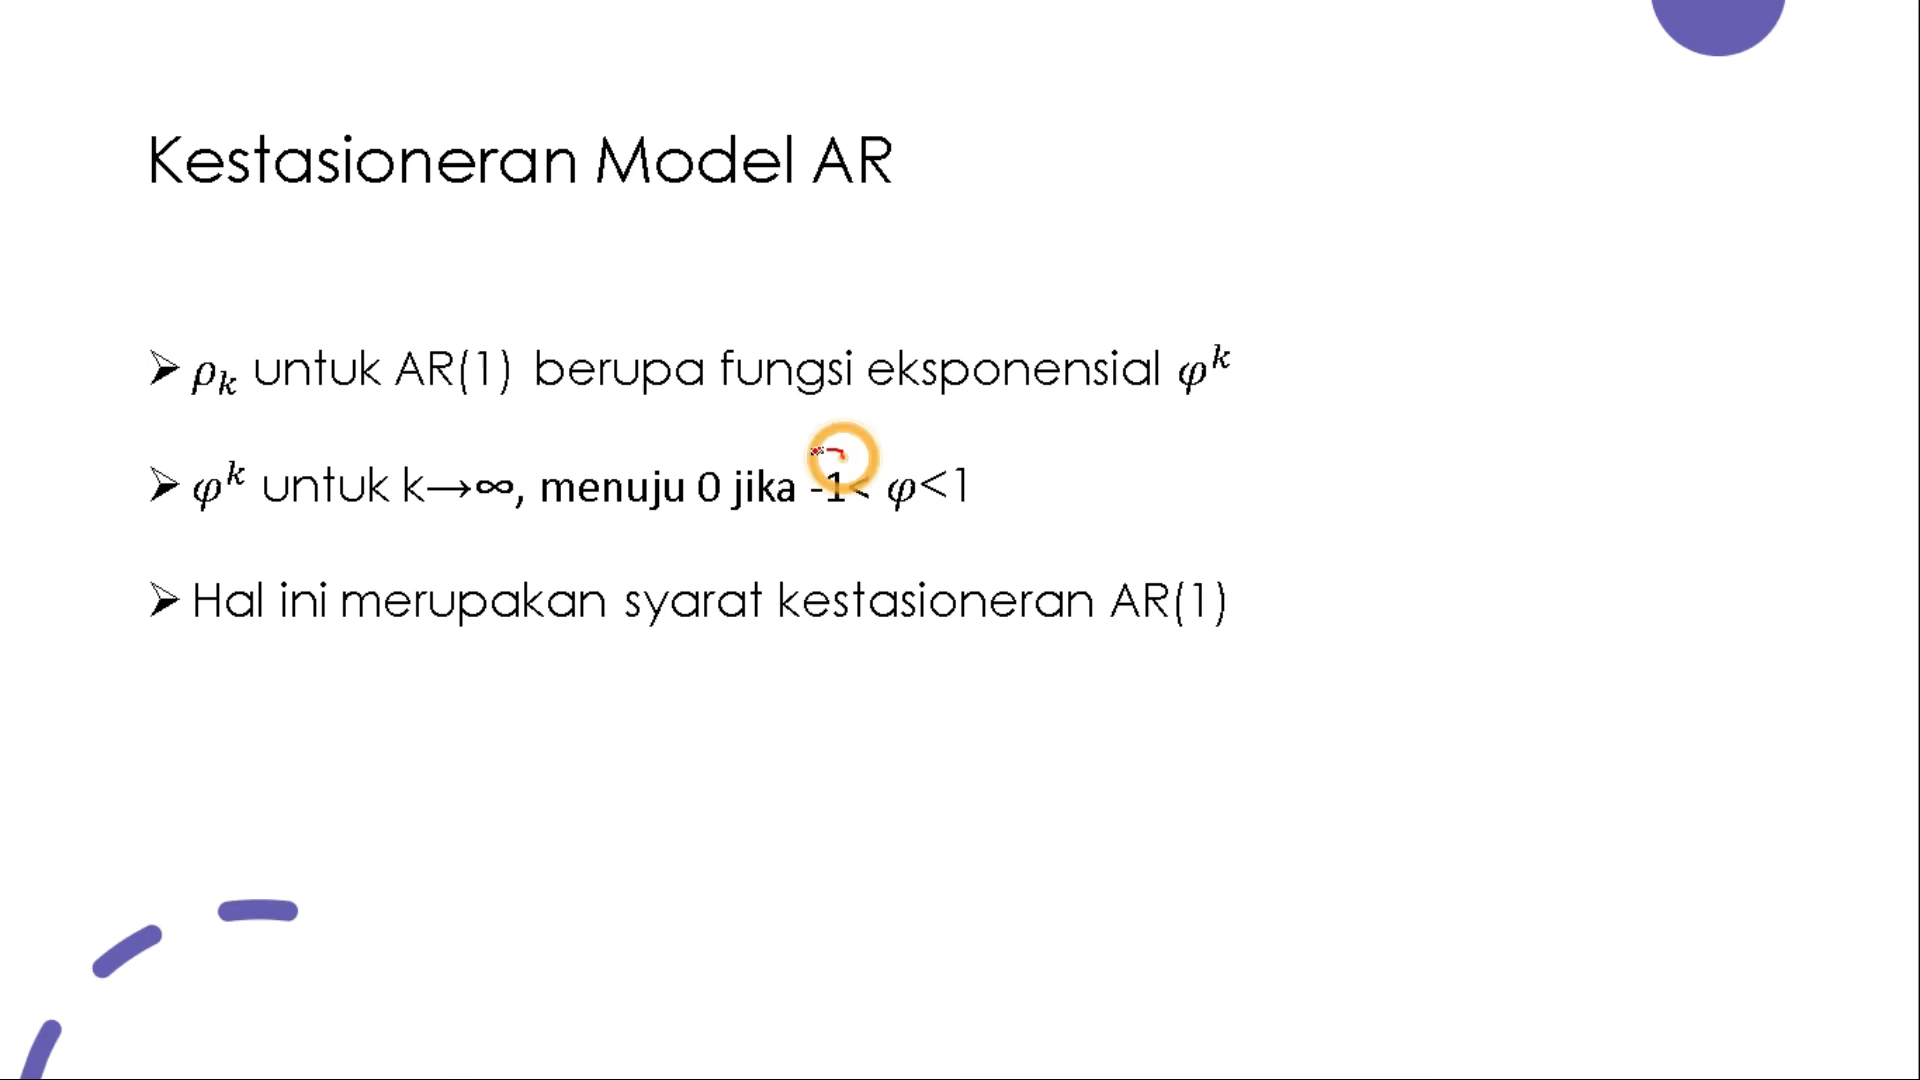 Kestasioneran Model AR
➢ ρₖ untuk AR(1) berupa fungsi eksponensial φᵏ
➢ φᵏ untuk k→∞, menuju 0 jika -1< φ<1
➢ Hal ini merupakan syarat kestasioneran AR(1)